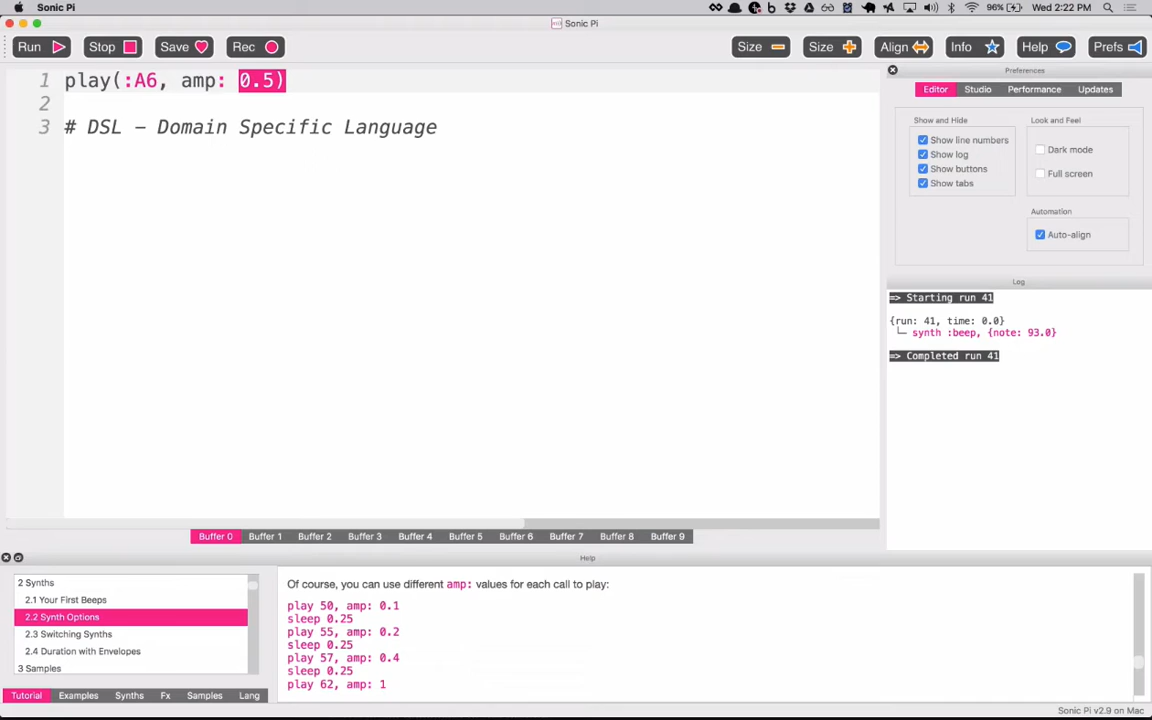 Sonic Pi
96%
Wed 2:22 PM
Sonic Pi
Run
Stop
Save
Rec
Size
Size
Align
Info
Help
Prefs
1 play(:A6, amp: 0.5)
2
3 # DSL – Domain Specific Language
Preferences
Editor
Studio
Performance
Updates
Show and Hide
Look and Feel
Show line numbers
Show log
Show buttons
Show tabs
Dark mode
Full screen
Automation
Auto-align
Log
=> Starting run 41
{run: 41, time: 0.0}
└─ synth :beep, {note: 93.0}
=> Completed run 41
Buffer 0
Buffer 1
Buffer 2
Buffer 3
Buffer 4
Buffer 5
Buffer 6
Buffer 7
Buffer 8
Buffer 9
Help
2 Synths
2.1 Your First Beeps
2.2 Synth Options
2.3 Switching Synths
2.4 Duration with Envelopes
3 Samples
Tutorial
Examples
Synths
Fx
Samples
Lang
Of course, you can use different amp: values for each call to play:
play 50, amp: 0.1
sleep 0.25
play 55, amp: 0.2
sleep 0.25
play 57, amp: 0.4
sleep 0.25
play 62, amp: 1
Sonic Pi v2.9 on Mac